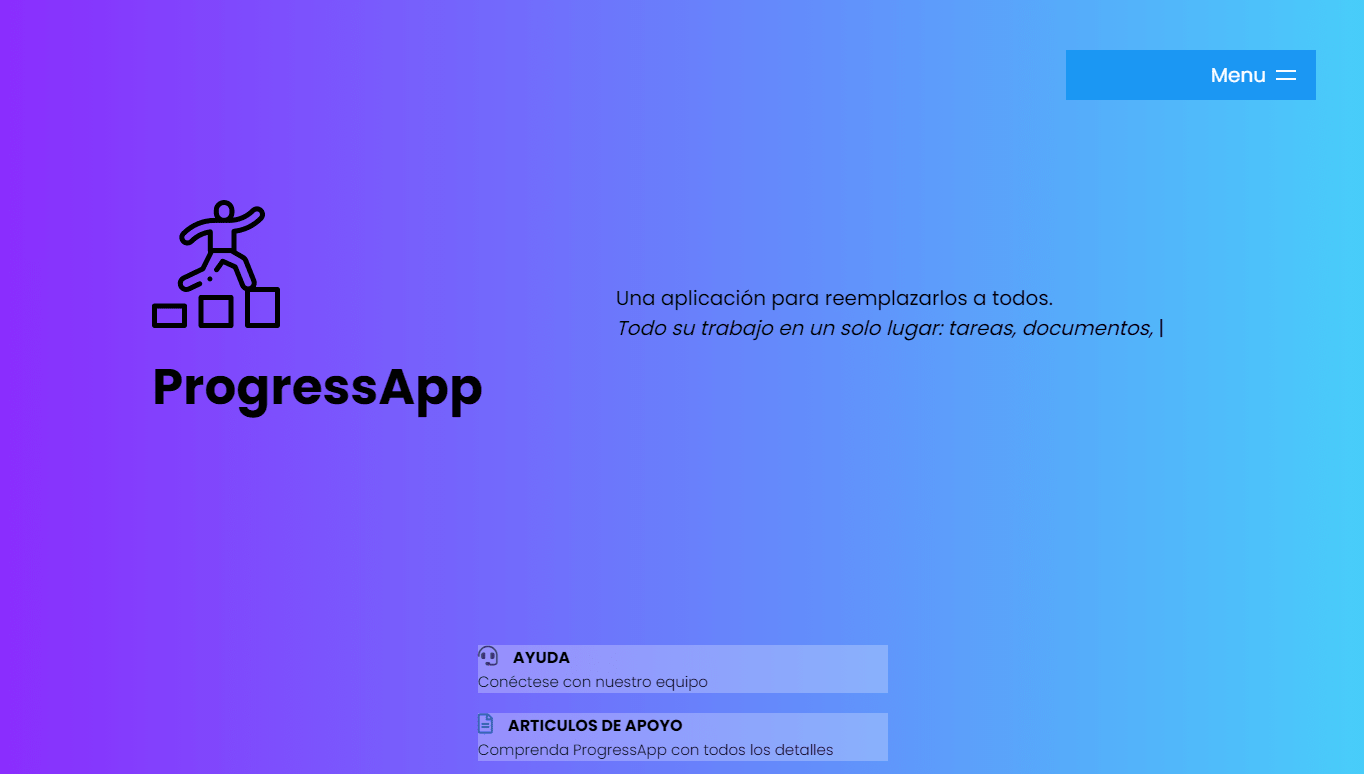 Menu
Una aplicación para reemplazarlos a todos.
Todo su trabajo en un solo lugar: tareas, documentos, |
ProgressApp
AYUDA
Conéctese con nuestro equipo
ARTICULOS DE APOYO
Comprenda ProgressApp con todos los detalles